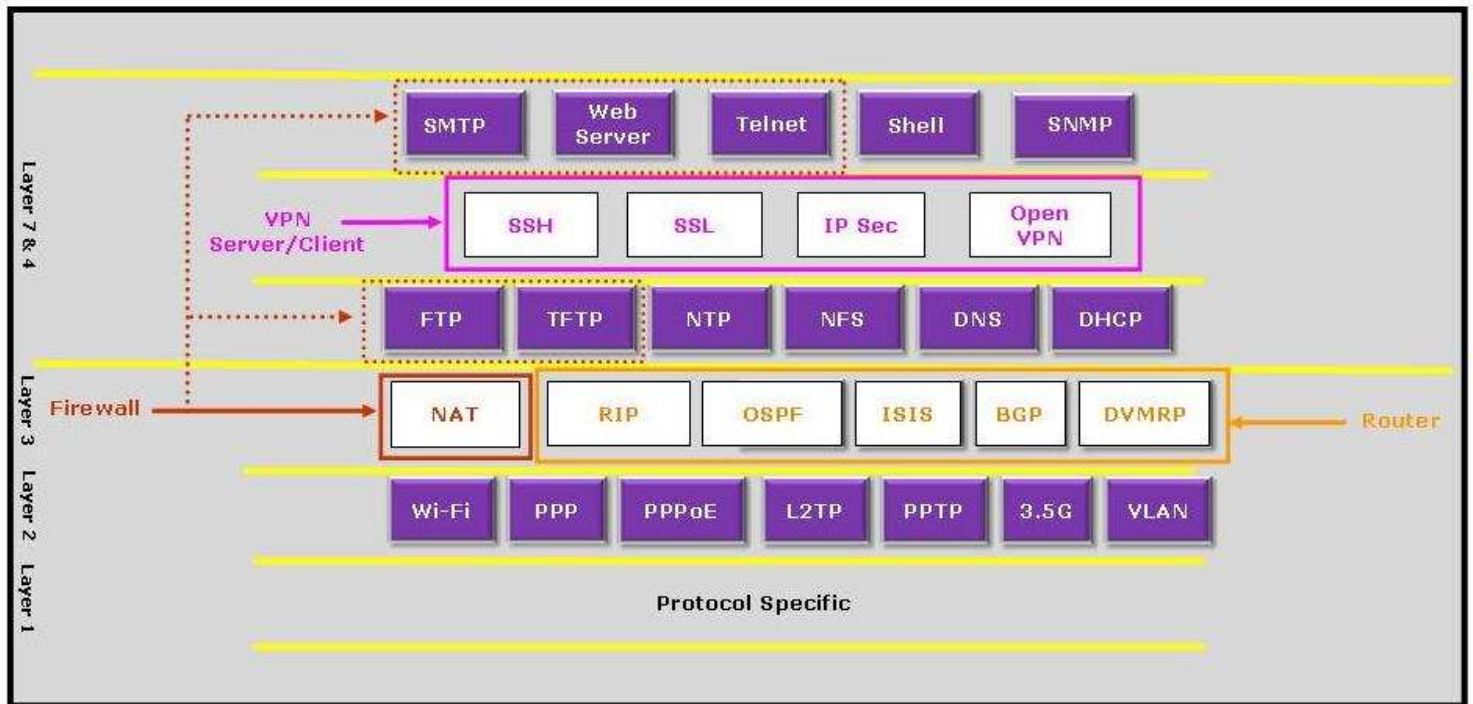 SMTP
Web
Server
Telnet
Shell
SNMP
Layer 7 & 4
VPN
Server/Client
SSH
SSL
IP Sec
Open
VPN
FTP
TFTP
NTP
NFS
DNS
DHCP
Layer 3
Firewall
NAT
RIP
OSPF
ISIS
BGP
DVMRP
Router
Layer 2
Wi-Fi
PPP
PPPoE
L2TP
PPTP
3.5G
VLAN
Layer 1
Protocol Specific